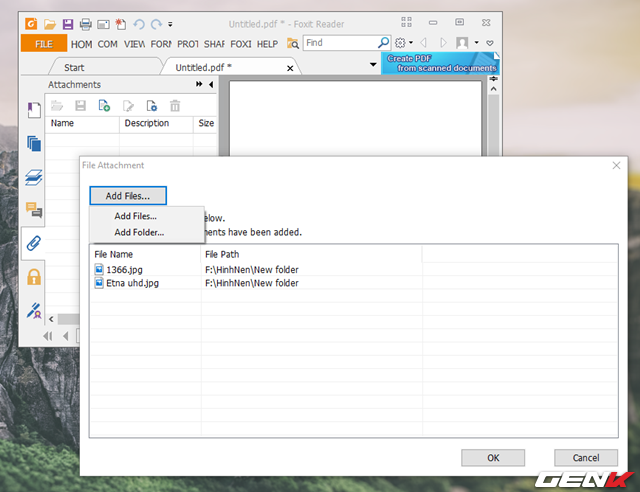 Untitled.pdf * - Foxit Reader
FILE HOM COM VIEW FORM PROT SHAF FOXI HELP Find
Start Untitled.pdf *
Create PDF
from scanned documents
Attachments
Name Description Size
File Attachment
Add Files...
Add Files... elow.
Add Folder... ments have been added.
File Name File Path
1366.jpg F:\HinhNen\New folder
Etna uhd.jpg F:\HinhNen\New folder
OK Cancel
GENK